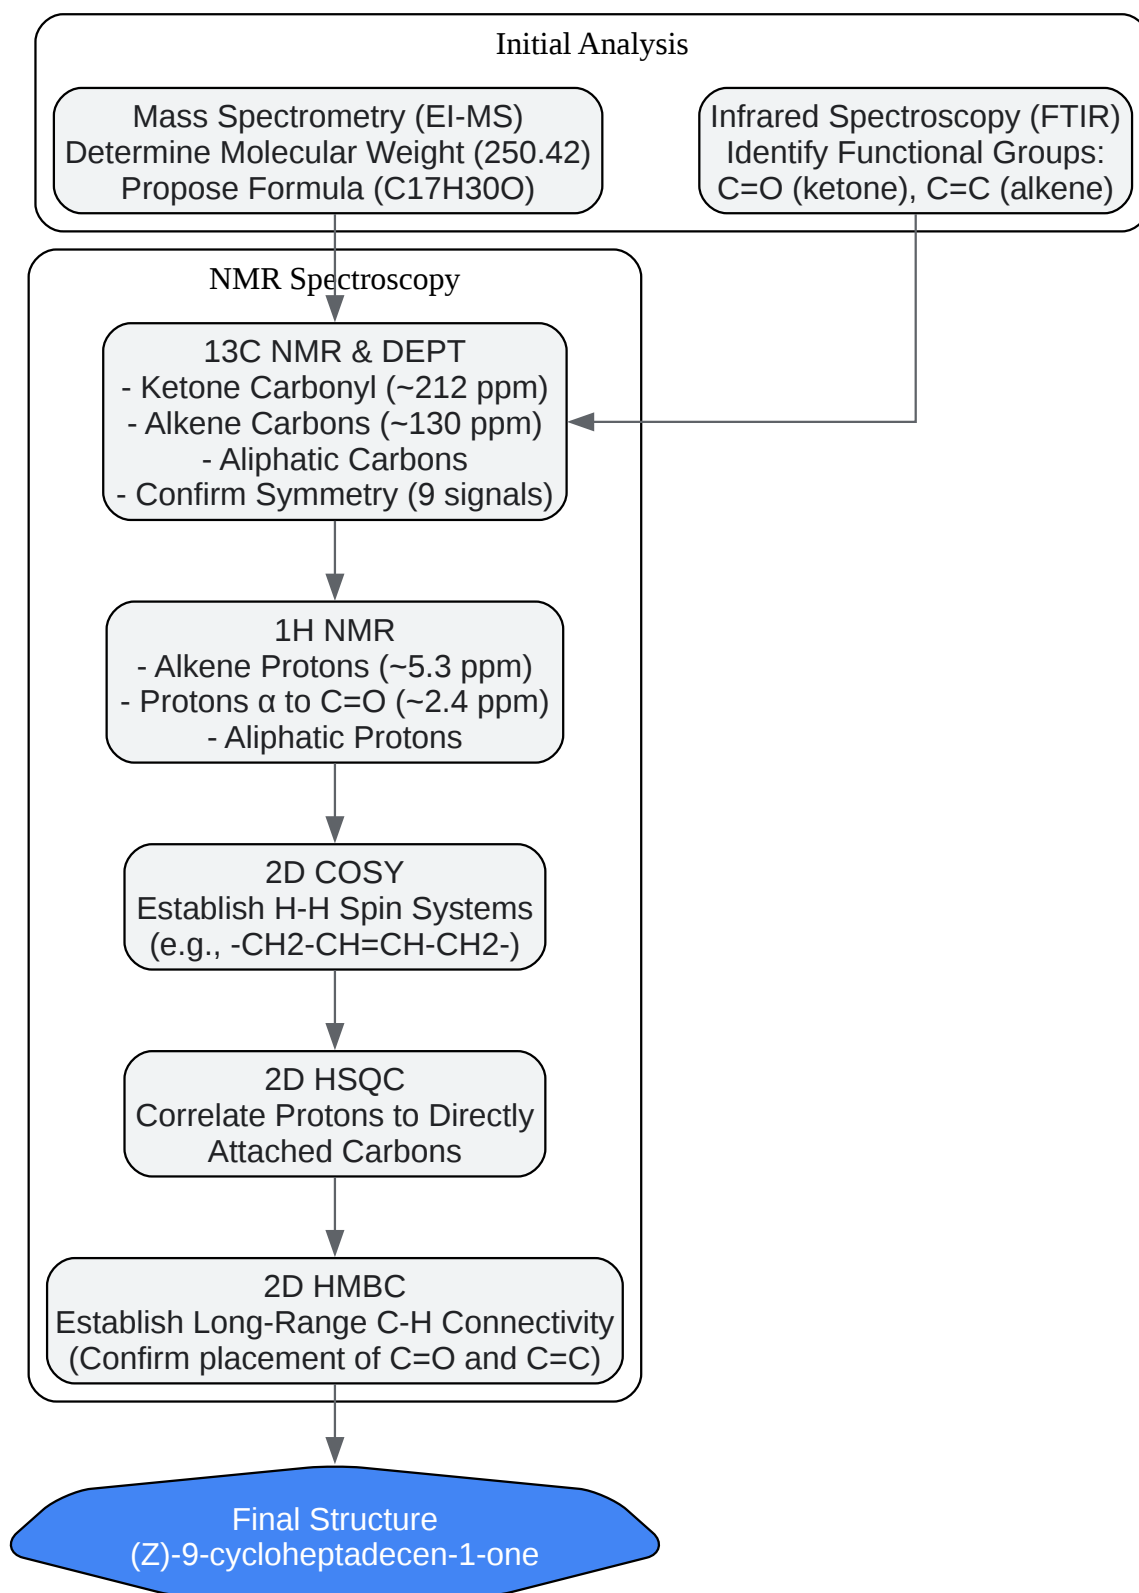 Initial Analysis
Mass Spectrometry (EI-MS)
Determine Molecular Weight (250.42)
Propose Formula (C17H30O)
Infrared Spectroscopy (FTIR)
Identify Functional Groups:
C=O (ketone), C=C (alkene)
NMR Spectroscopy
13C NMR & DEPT
- Ketone Carbonyl (~212 ppm)
- Alkene Carbons (~130 ppm)
- Aliphatic Carbons
- Confirm Symmetry (9 signals)
1H NMR
- Alkene Protons (~5.3 ppm)
- Protons α to C=O (~2.4 ppm)
- Aliphatic Protons
2D COSY
Establish H-H Spin Systems
(e.g., -CH2-CH=CH-CH2-)
2D HSQC
Correlate Protons to Directly
Attached Carbons
2D HMBC
Establish Long-Range C-H Connectivity
(Confirm placement of C=O and C=C)
Final Structure
(Z)-9-cycloheptadecen-1-one